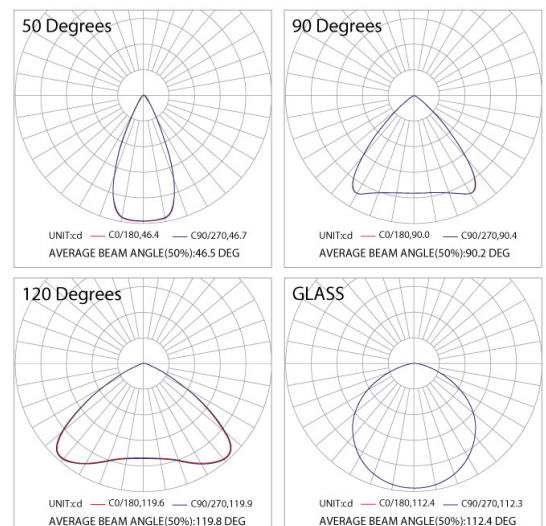 50 Degrees
UNIT:cd — C0/180,46.4 — C90/270,46.7
AVERAGE BEAM ANGLE(50%):46.5 DEG
90 Degrees
UNIT:cd — C0/180,90.0 — C90/270,90.4
AVERAGE BEAM ANGLE(50%):90.2 DEG
120 Degrees
UNIT:cd — C0/180,119.6 — C90/270,119.9
AVERAGE BEAM ANGLE(50%):119.8 DEG
GLASS
UNIT:cd — C0/180,112.4 — C90/270,112.3
AVERAGE BEAM ANGLE(50%):112.4 DEG